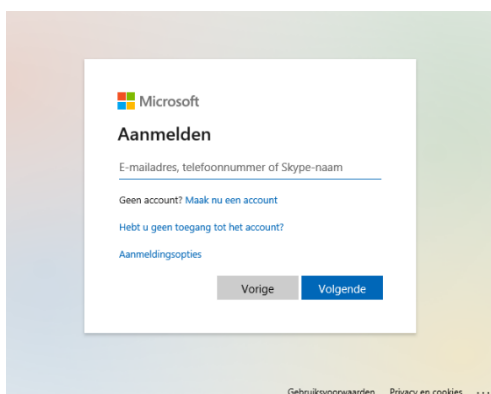 Microsoft
Aanmelden
E-mailadres, telefoonnummer of Skype-naam
Geen account? Maak nu een account
Hebt u geen toegang tot het account?
Aanmeldingsopties
Vorige Volgende
Gebruiksvoorwaarden Privacy en cookies ...